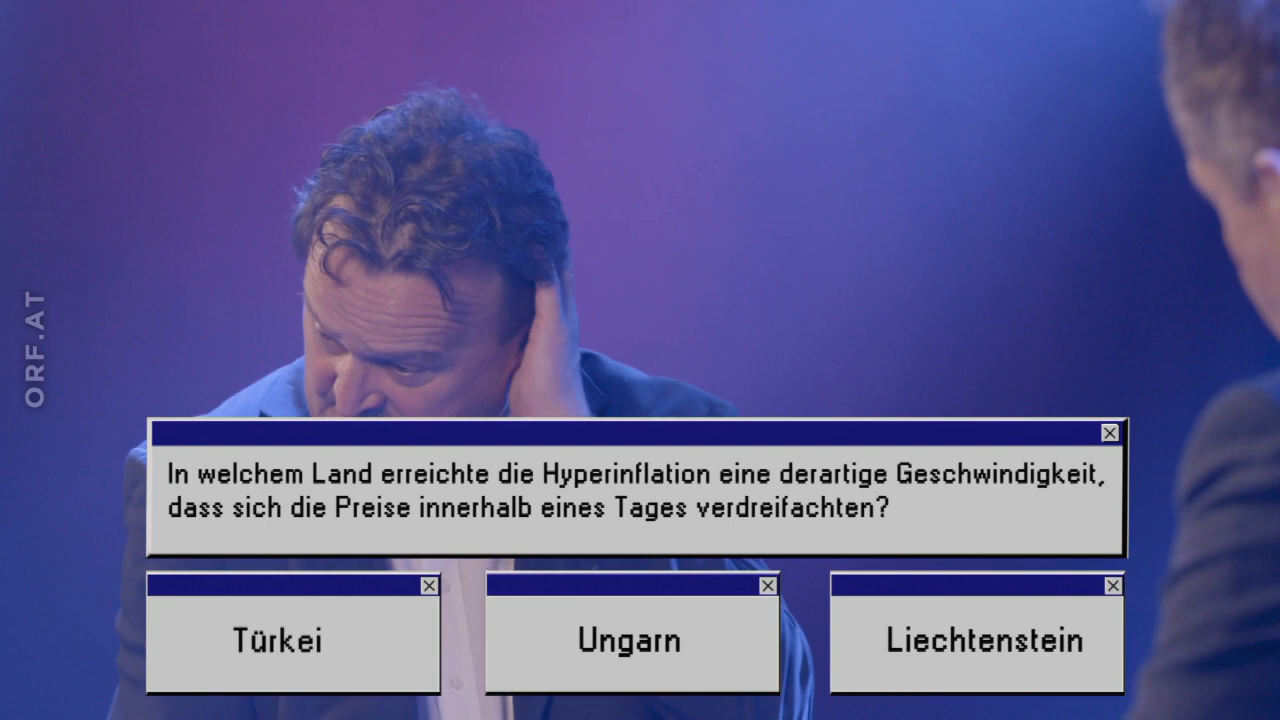 ORF.AT
In welchem Land erreichte die Hyperinflation eine derartige Geschwindigkeit,
dass sich die Preise innerhalb eines Tages verdreifachten?
Türkei
Ungarn
Liechtenstein